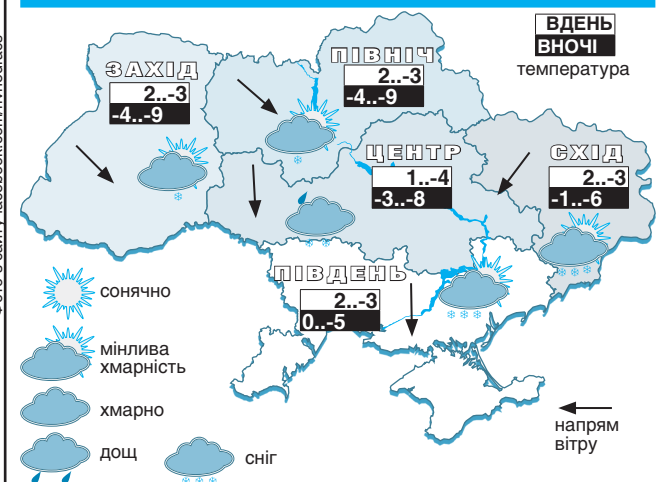 ВДЕНЬ
ВНОЧІ
температура
ПІВНІЧ
2..-3
-4..-9
ЗАХІД
2..-3
-4..-9
ЦЕНТР
1..-4
-3..-8
СХІД
2..-3
-1..-6
ПІВДЕНЬ
2..-3
0..-5
сонячно
мінлива
хмарність
хмарно
дощ
сніг
напрям
вітру